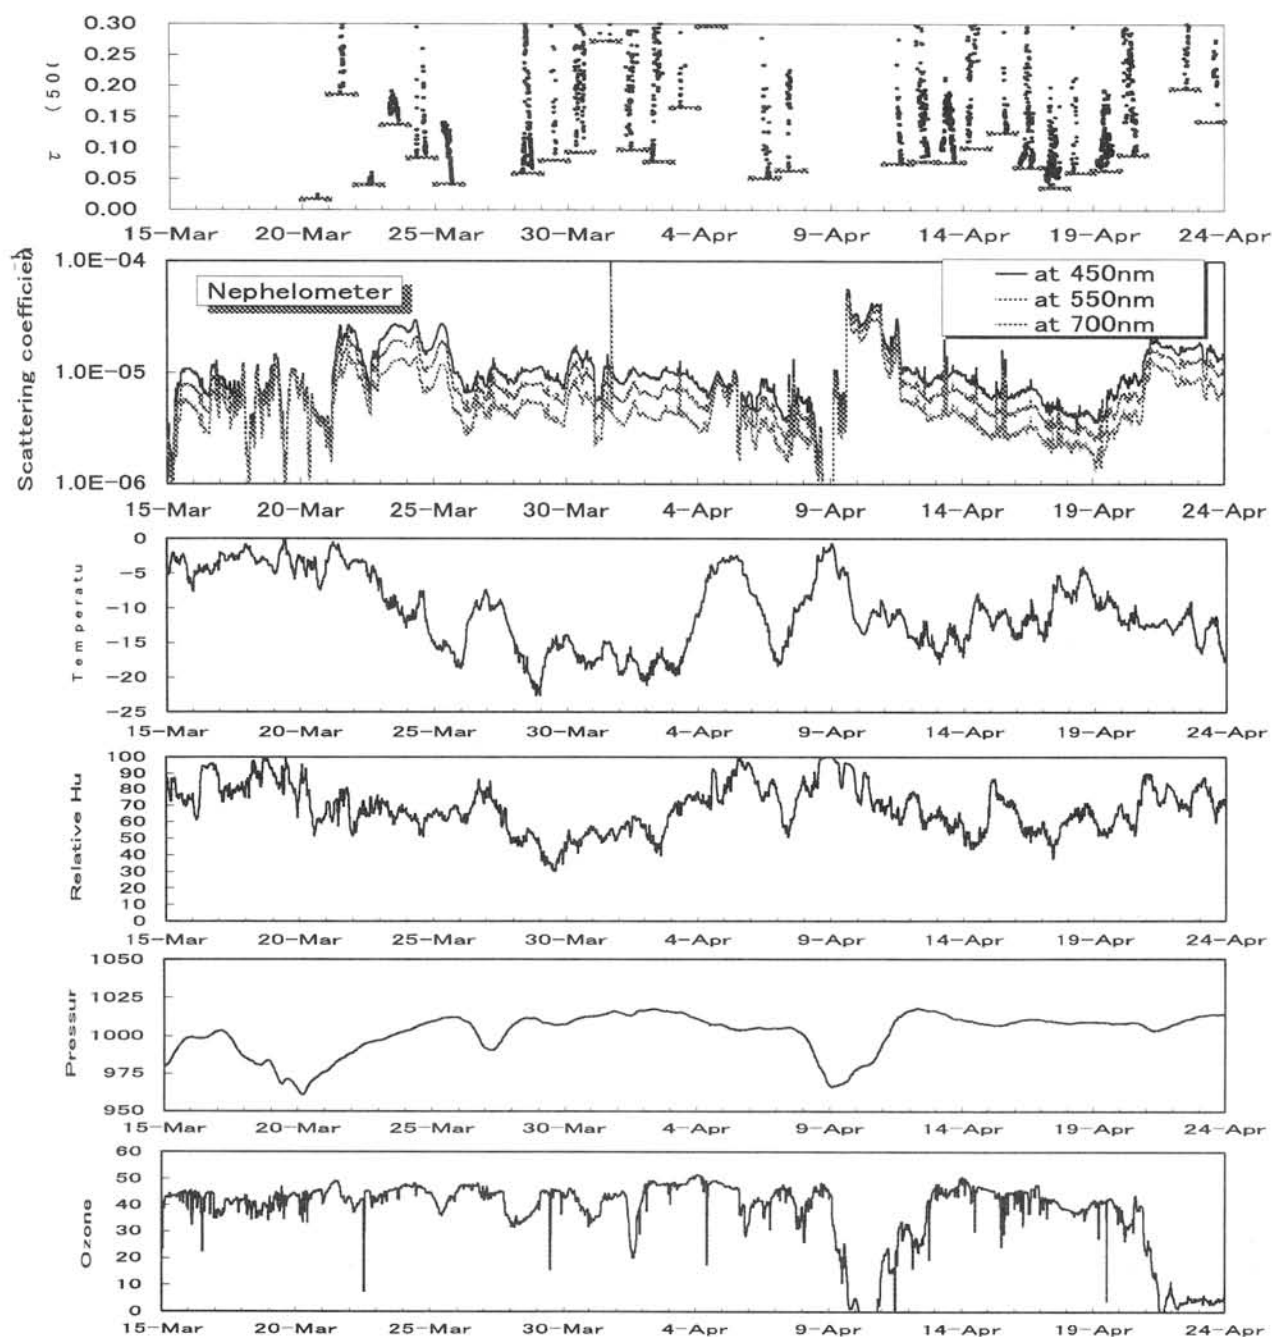 0.30
0.25
0.20
0.15
0.10
0.05
0.00
τ (50(
15-Mar 20-Mar 25-Mar 30-Mar 4-Apr 9-Apr 14-Apr 19-Apr 24-Apr
Scattering coefficien
1.0E-04
1.0E-05
1.0E-06
Nephelometer
at 450nm
at 550nm
at 700nm
15-Mar 20-Mar 25-Mar 30-Mar 4-Apr 9-Apr 14-Apr 19-Apr 24-Apr
Temperatu
0
-5
-10
-15
-20
-25
15-Mar 20-Mar 25-Mar 30-Mar 4-Apr 9-Apr 14-Apr 19-Apr 24-Apr
Relative Hu
100
90
80
70
60
50
40
30
20
10
0
15-Mar 20-Mar 25-Mar 30-Mar 4-Apr 9-Apr 14-Apr 19-Apr 24-Apr
Pressur
1050
1025
1000
975
950
15-Mar 20-Mar 25-Mar 30-Mar 4-Apr 9-Apr 14-Apr 19-Apr 24-Apr
Ozone
60
50
40
30
20
10
0
15-Mar 20-Mar 25-Mar 30-Mar 4-Apr 9-Apr 14-Apr 19-Apr 24-Apr